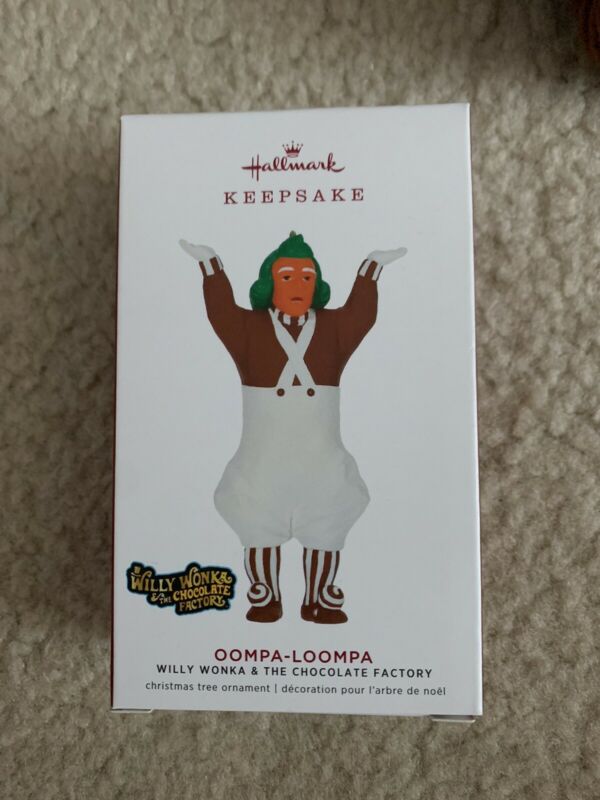 Hallmark
KEEPSAKE
WILLY WONKA
& THE CHOCOLATE
FACTORY
OOMPA-LOOMPA
WILLY WONKA & THE CHOCOLATE FACTORY
christmas tree ornament | décoration pour l'arbre de noël